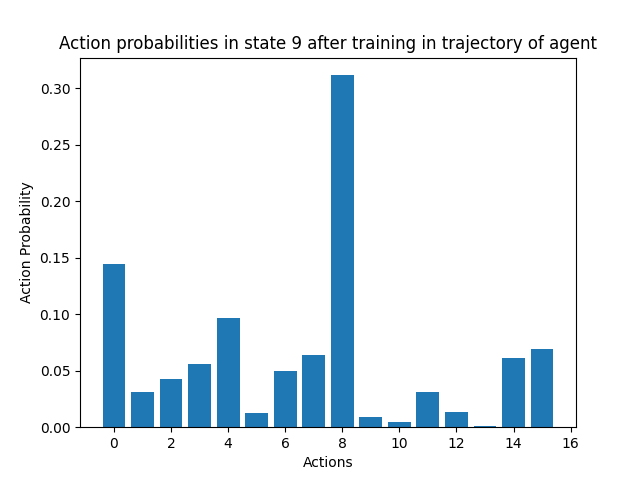 Action probabilities in state 9 after training in trajectory of agent
0.30
0.25
0.20
0.15
0.10
0.05
0.00
Action Probability
0 2 4 6 8 10 12 14 16
Actions